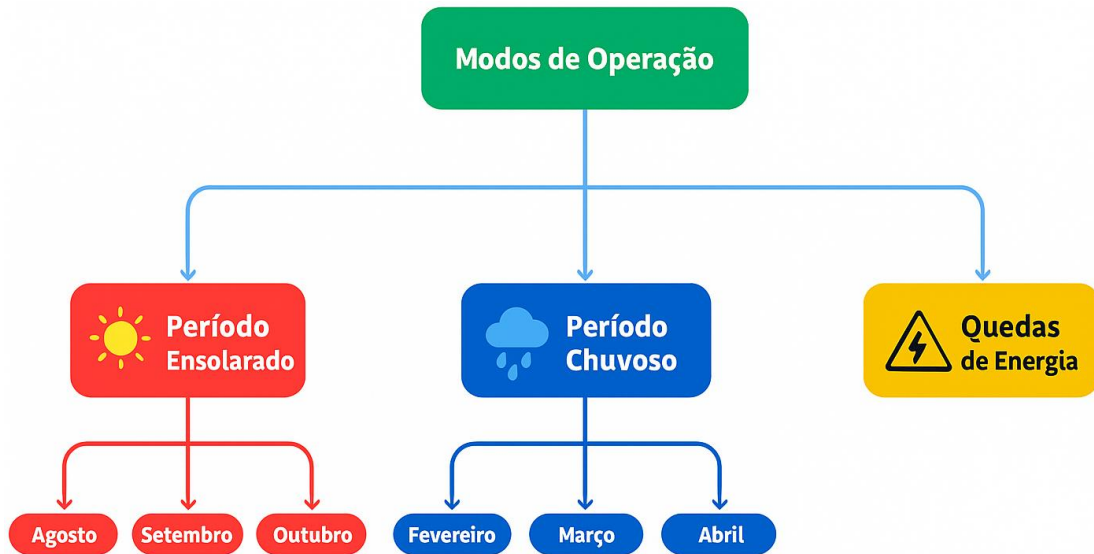 Modos de Operação
Período
Ensolarado
Período
Chuvoso
Quedas
de Energia
Agosto
Setembro
Outubro
Fevereiro
Março
Abril